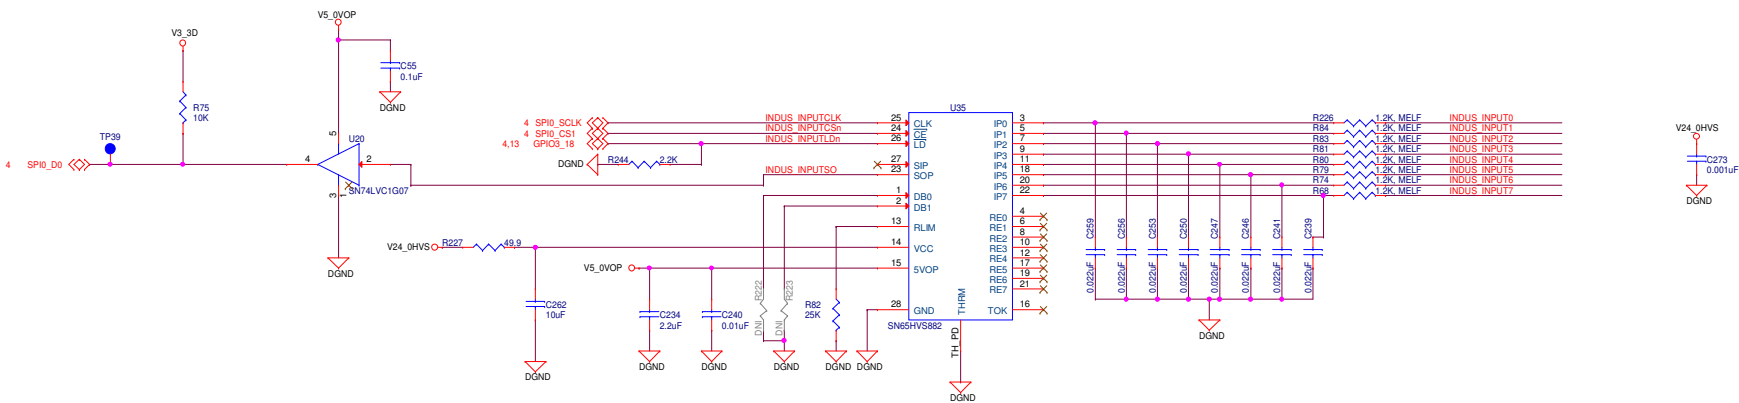 V5_0VOP
V3_3D
C55
0.1uF
DGND
R75
10K
TP39
5
U20
4
2
4 SPI0_D0
SN74LVC1G07
3
1
DGND
4 SPI0_SCLK
4 SPI0_CS1
4,13 GPIO3_18
DGND
R244
2.2K
INDUS_INPUTCLK
INDUS_INPUTCSn
INDUS_INPUTLDn
INDUS_INPUTSO
V24_0HVS
R227
49.9
C262
10uF
DGND
V5_0VOP
C234
2.2uF
DGND
C240
0.01uF
DGND
R222
DNI
R223
DNI
DGND
R82
25K
DGND
DGND
U35
25 CLK
24 CE
26 LD
27 SIP
23 SOP
1 DB0
2 DB1
13 RLIM
14 VCC
15 5VOP
28 GND
SN65HVS882
THRM
TH_PD
DGND
IP0 3
IP1 5
IP2 7
IP3 9
IP4 11
IP5 18
IP6 20
IP7 22
RE0 4
RE1 6
RE2 8
RE3 10
RE4 12
RE5 17
RE6 19
RE7 21
TOK 16
R226 1.2K, MELF INDUS_INPUT0
R84 1.2K, MELF INDUS_INPUT1
R83 1.2K, MELF INDUS_INPUT2
R81 1.2K, MELF INDUS_INPUT3
R80 1.2K, MELF INDUS_INPUT4
R79 1.2K, MELF INDUS_INPUT5
R74 1.2K, MELF INDUS_INPUT6
R68 1.2K, MELF INDUS_INPUT7
C259
0.022uF
C256
0.022uF
C253
0.022uF
C250
0.022uF
C247
0.022uF
C246
0.022uF
C241
0.022uF
C239
0.022uF
DGND
V24_0HVS
C273
0.001uF
DGND